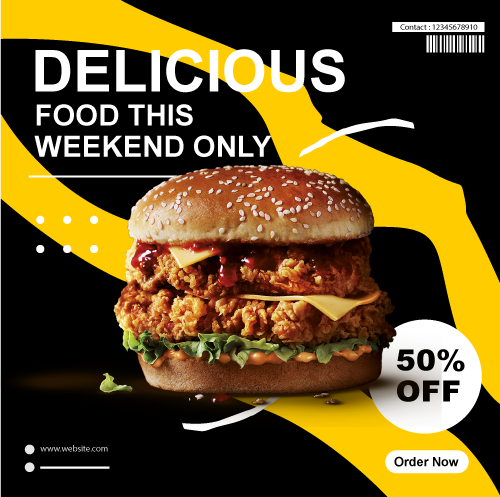 Contact : 12345678910
DELICIOUS
FOOD THIS
WEEKEND ONLY
50%
OFF
www.website.com
Order Now